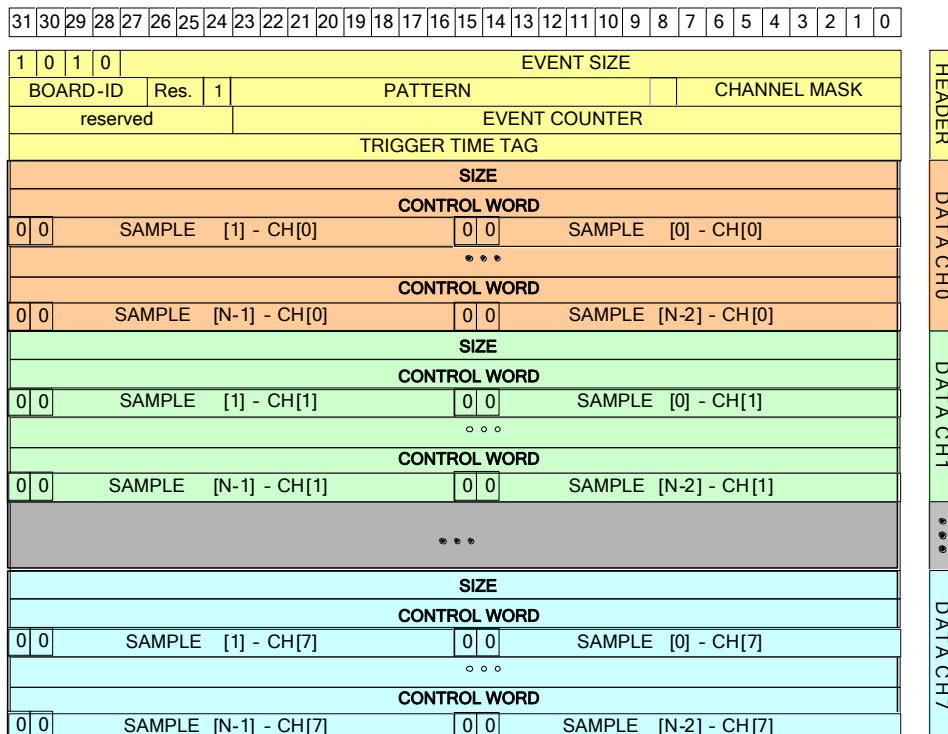 31 30 29 28 27 26 25 24 23 22 21 20 19 18 17 16 15 14 13 12 11 10 9 8 7 6 5 4 3 2 1 0
1 0 1 0 EVENT SIZE
BOARD-ID Res. 1 PATTERN CHANNEL MASK
reserved EVENT COUNTER
TRIGGER TIME TAG
HEADER
SIZE
CONTROL WORD
0 0 SAMPLE [1] - CH[0] 0 0 SAMPLE [0] - CH[0]
CONTROL WORD
0 0 SAMPLE [N-1] - CH[0] 0 0 SAMPLE [N-2] - CH[0]
DATA CH0
SIZE
CONTROL WORD
0 0 SAMPLE [1] - CH[1] 0 0 SAMPLE [0] - CH[1]
CONTROL WORD
0 0 SAMPLE [N-1] - CH[1] 0 0 SAMPLE [N-2] - CH[1]
DATA CH1
SIZE
CONTROL WORD
0 0 SAMPLE [1] - CH[7] 0 0 SAMPLE [0] - CH[7]
CONTROL WORD
0 0 SAMPLE [N-1] - CH[7] 0 0 SAMPLE [N-2] - CH[7]
DATA CH7